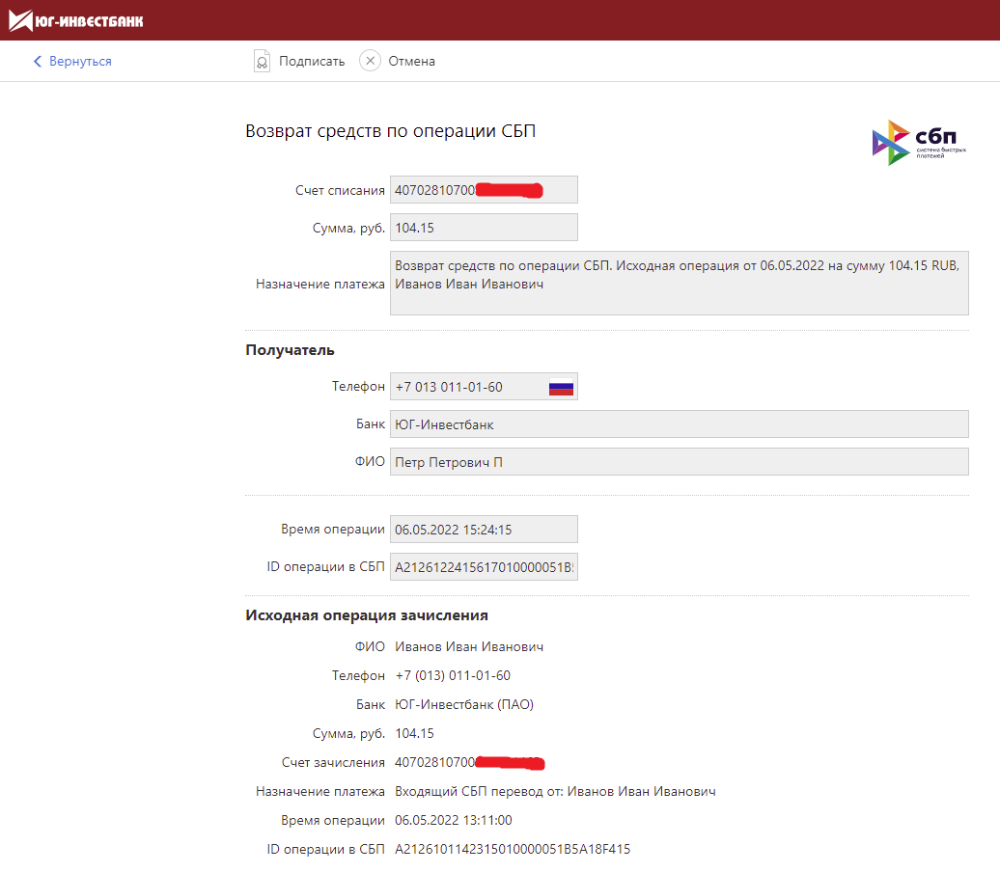 ЮГ-ИНВЕСТБАНК
Вернуться
Подписать
Отмена
Возврат средств по операции СБП
сбп
система быстрых
платежей
Счет списания 40702810700
Сумма, руб. 104.15
Назначение платежа Возврат средств по операции СБП. Исходная операция от 06.05.2022 на сумму 104.15 RUB,
Иванов Иван Иванович
Получатель
Телефон +7 013 011-01-60
Банк ЮГ-Инвестбанк
ФИО Петр Петрович П
Время операции 06.05.2022 15:24:15
ID операции в СБП A2126122415617010000051B
Исходная операция зачисления
ФИО Иванов Иван Иванович
Телефон +7 (013) 011-01-60
Банк ЮГ-Инвестбанк (ПАО)
Сумма, руб. 104.15
Счет зачисления 40702810700
Назначение платежа Входящий СБП перевод от: Иванов Иван Иванович
Время операции 06.05.2022 13:11:00
ID операции в СБП A2126101142315010000051B5A18F415